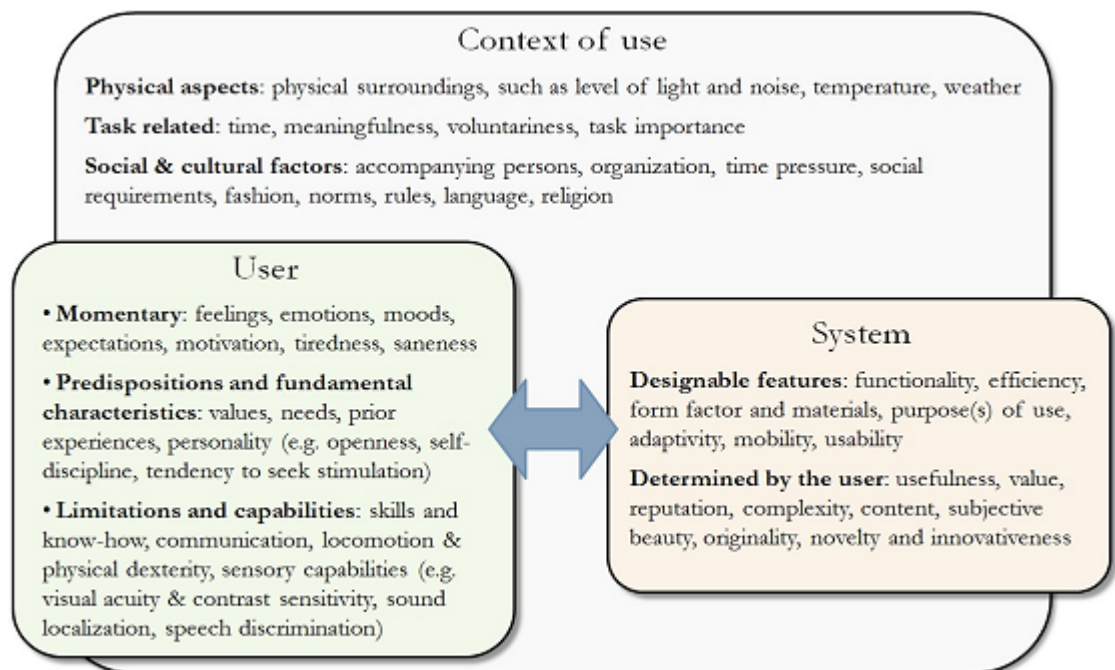 Context of use
Physical aspects: physical surroundings, such as level of light and noise, temperature, weather
Task related: time, meaningfulness, voluntariness, task importance
Social & cultural factors: accompanying persons, organization, time pressure, social
requirements, fashion, norms, rules, language, religion
User
• Momentary: feelings, emotions, moods,
expectations, motivation, tiredness, saneness
• Predispositions and fundamental
characteristics: values, needs, prior
experiences, personality (e.g. openness, self-
discipline, tendency to seek stimulation)
• Limitations and capabilities: skills and
know-how, communication, locomotion &
physical dexterity, sensory capabilities (e.g.
visual acuity & contrast sensitivity, sound
localization, speech discrimination)
System
Designable features: functionality, efficiency,
form factor and materials, purpose(s) of use,
adaptivity, mobility, usability
Determined by the user: usefulness, value,
reputation, complexity, content, subjective
beauty, originality, novelty and innovativeness